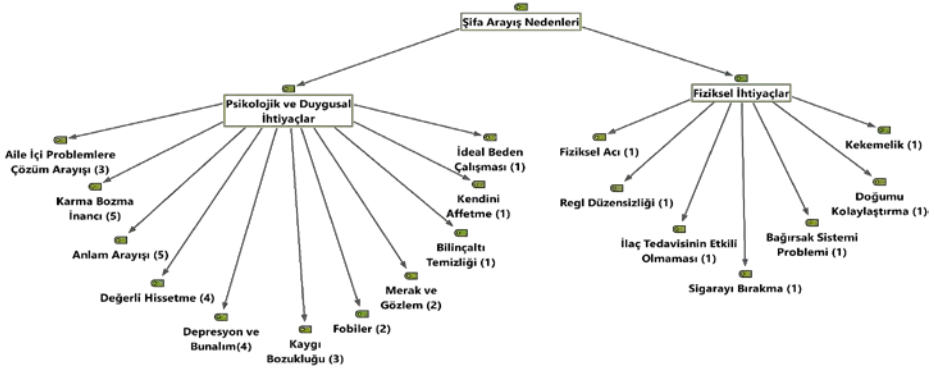 Şifa Arayış Nedenleri
Psikolojik ve Duygusal
İhtiyaçlar
Fiziksel İhtiyaçlar
Aile İçi Problemlere
Çözüm Arayışı (3)
Karma Bozma
İnancı (5)
Anlam Arayışı (5)
Değerli Hissetme (4)
Depresyon ve
Bunalım(4)
Kaygı
Bozukluğu (3)
Fobiler (2)
Merak ve
Gözlem (2)
Bilinçaltı
Temizliği (1)
Kendini
Affetme (1)
İdeal Beden
Çalışması (1)
Fiziksel Acı (1)
Regl Düzensizliği (1)
İlaç Tedavisinin Etkili
Olmaması (1)
Sigarayı Bırakma (1)
Bağırsak Sistemi
Problemi (1)
Doğumu
Kolaylaştırma (1)
Kekemelik (1)